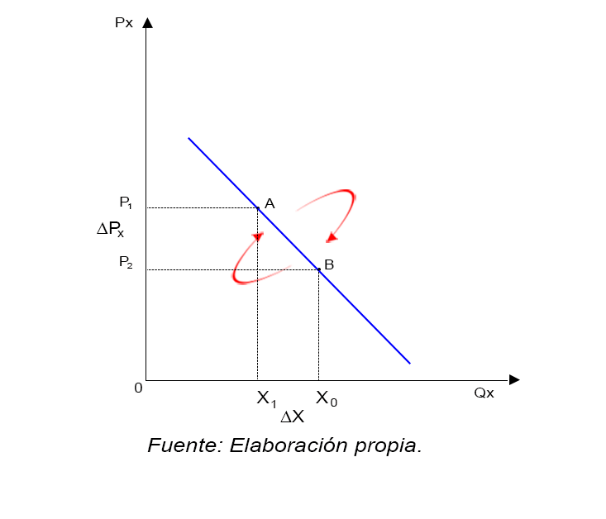 Px
P1
A
ΔPx
P2
B
0
X1 X0
Qx
ΔX
Fuente: Elaboración propia.